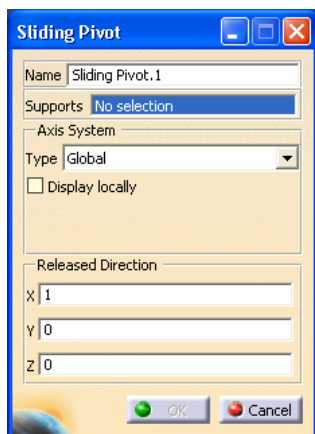 Sliding Pivot
Name Sliding Pivot.1
Supports No selection
Axis System
Type Global
Display locally
Released Direction
X 1
Y 0
Z 0
OK Cancel